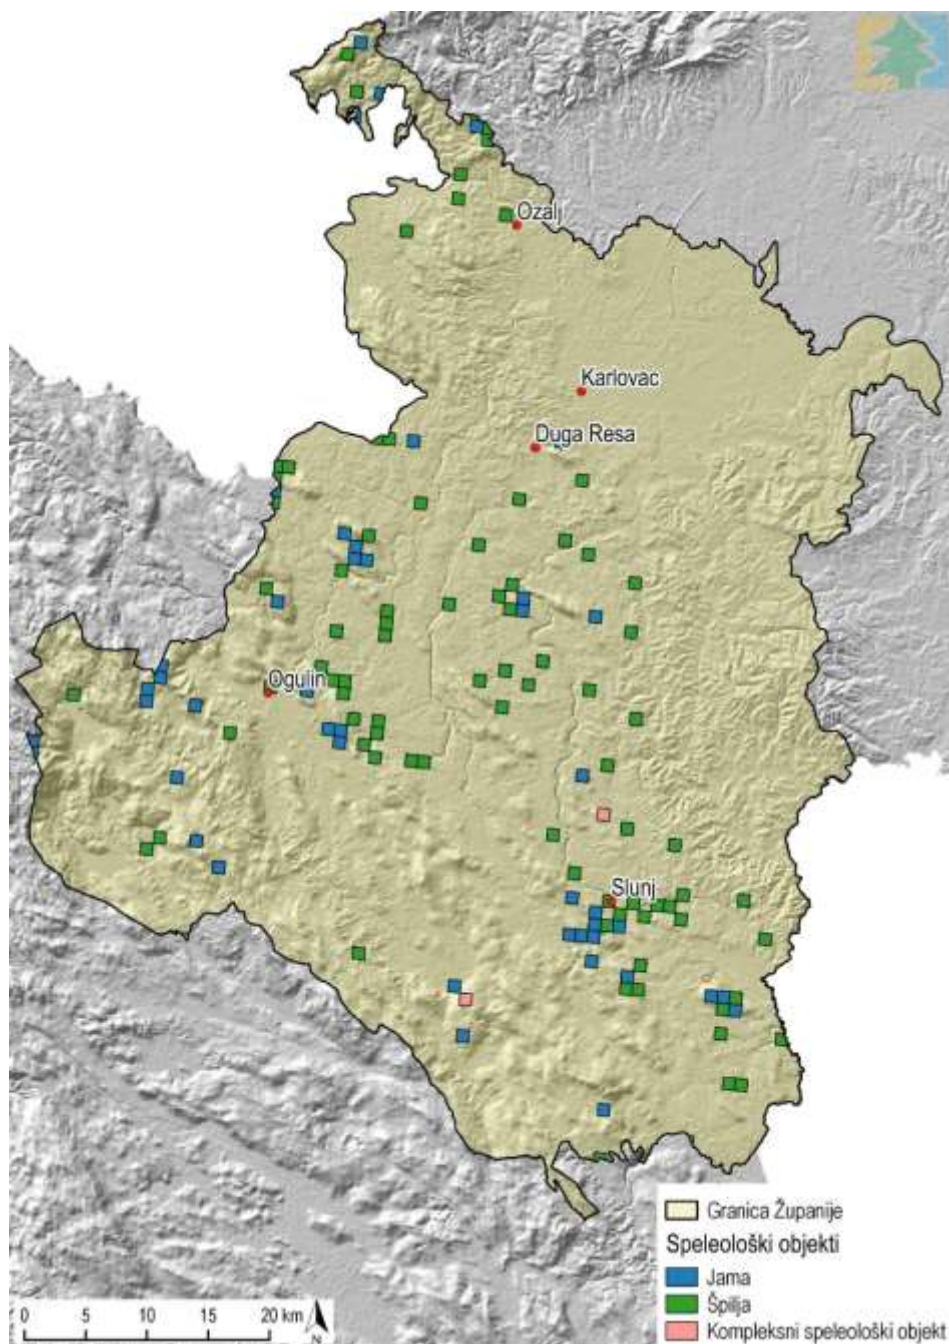 Ozalj
Karlovac
Duga Resa
Ogulin
Slunj
Granica Županije
Speleološki objekti
Jama
Špilja
Kompleksni speleološki objekt
0 5 10 15 20 km
N